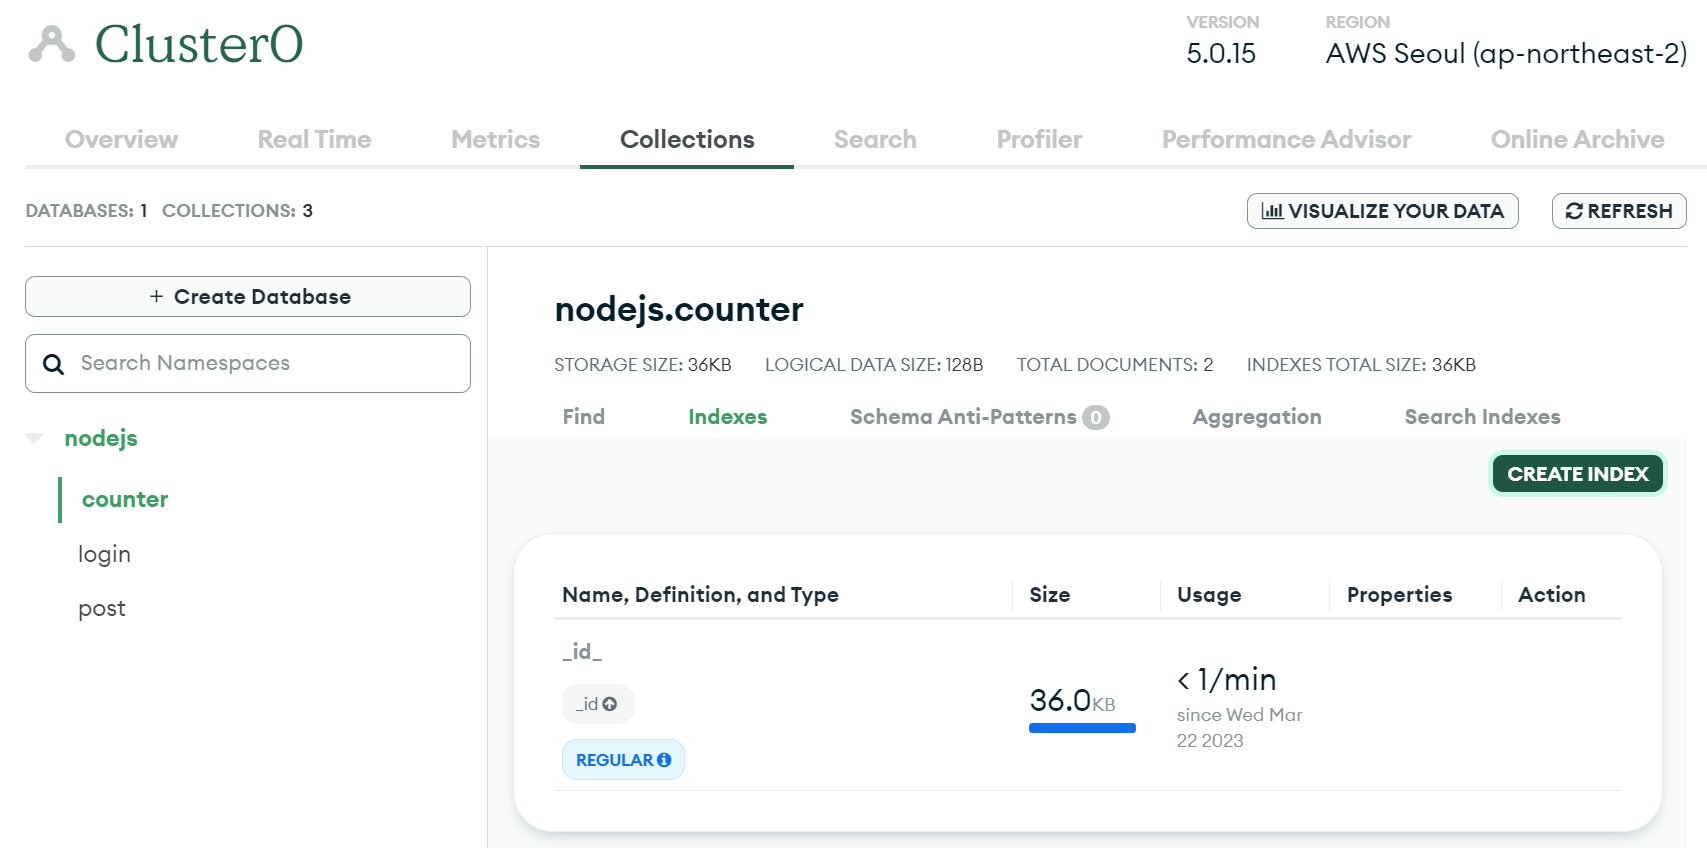 Cluster0
VERSION
5.0.15
REGION
AWS Seoul (ap-northeast-2)
Overview Real Time Metrics Collections Search Profiler Performance Advisor Online Archive
DATABASES: 1 COLLECTIONS: 3
VISUALIZE YOUR DATA
REFRESH
+ Create Database
Search Namespaces
nodejs
counter
login
post
nodejs.counter
STORAGE SIZE: 36KB LOGICAL DATA SIZE: 128B TOTAL DOCUMENTS: 2 INDEXES TOTAL SIZE: 36KB
Find Indexes Schema Anti-Patterns 0 Aggregation Search Indexes
CREATE INDEX
Name, Definition, and Type Size Usage Properties Action
_id_
_id
REGULAR
36.0KB
< 1/min
since Wed Mar
22 2023